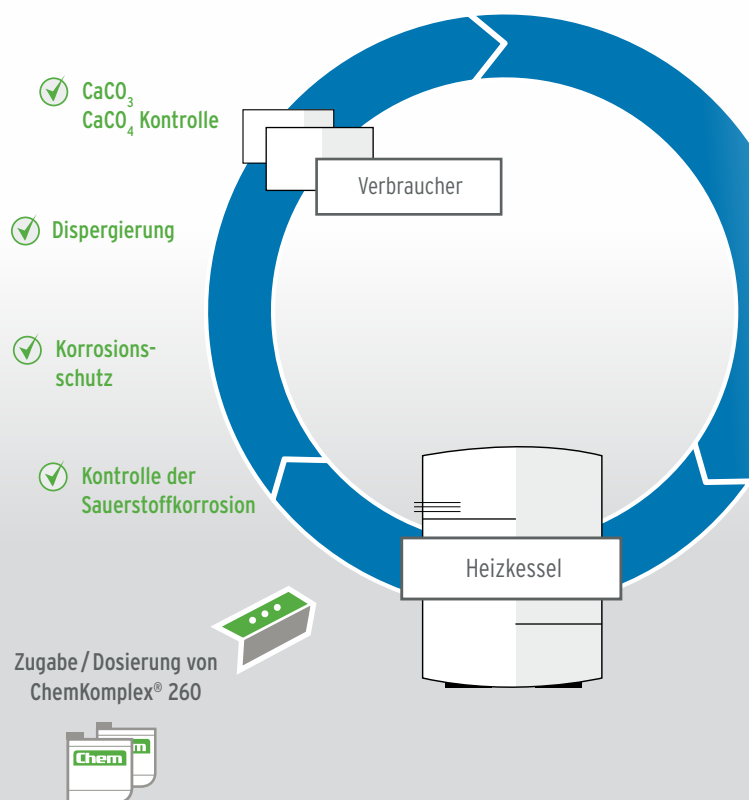 CaCO₃
CaCO₄ Kontrolle
Verbraucher
Dispergierung
Korrosions-
schutz
Kontrolle der
Sauerstoffkorrosion
Heizkessel
Zugabe / Dosierung von
ChemKomplex® 260
Chem
m